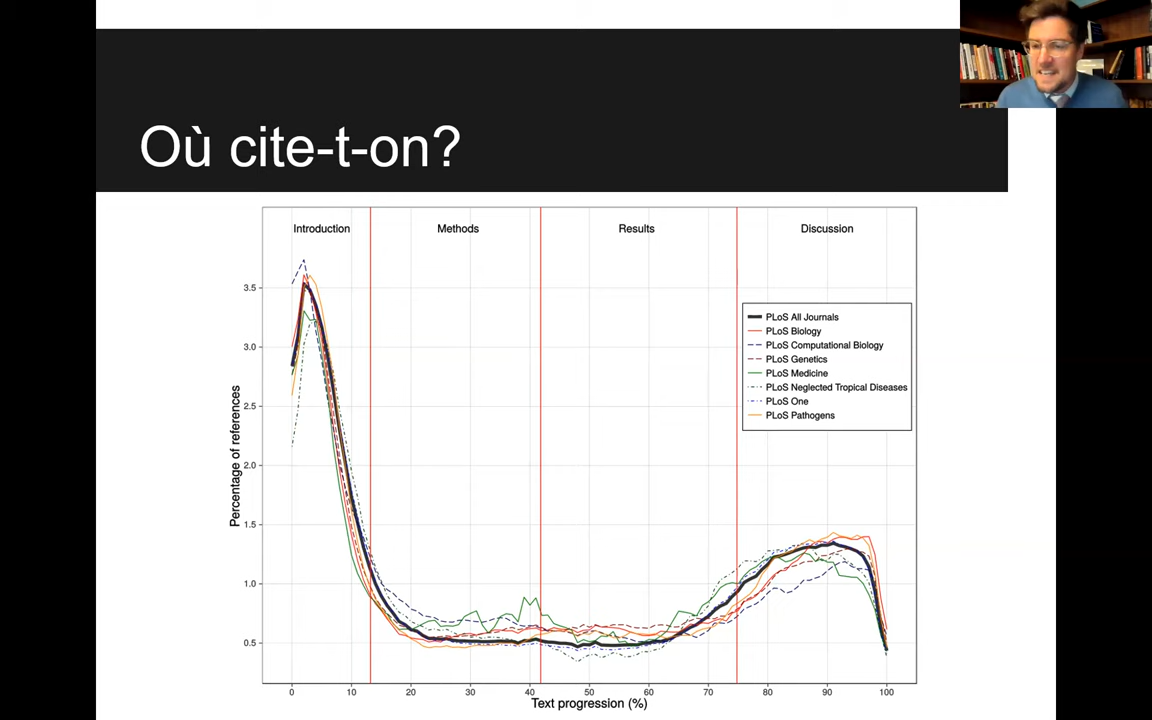 Où cite-t-on?
Introduction
Methods
Results
Discussion
3.5
3.0
2.5
2.0
1.5
1.0
0.5
Percentage of references
PLoS All Journals
PLoS Biology
PLoS Computational Biology
PLoS Genetics
PLoS Medicine
PLoS Neglected Tropical Diseases
PLoS One
PLoS Pathogens
0 10 20 30 40 50 60 70 80 90 100
Text progression (%)